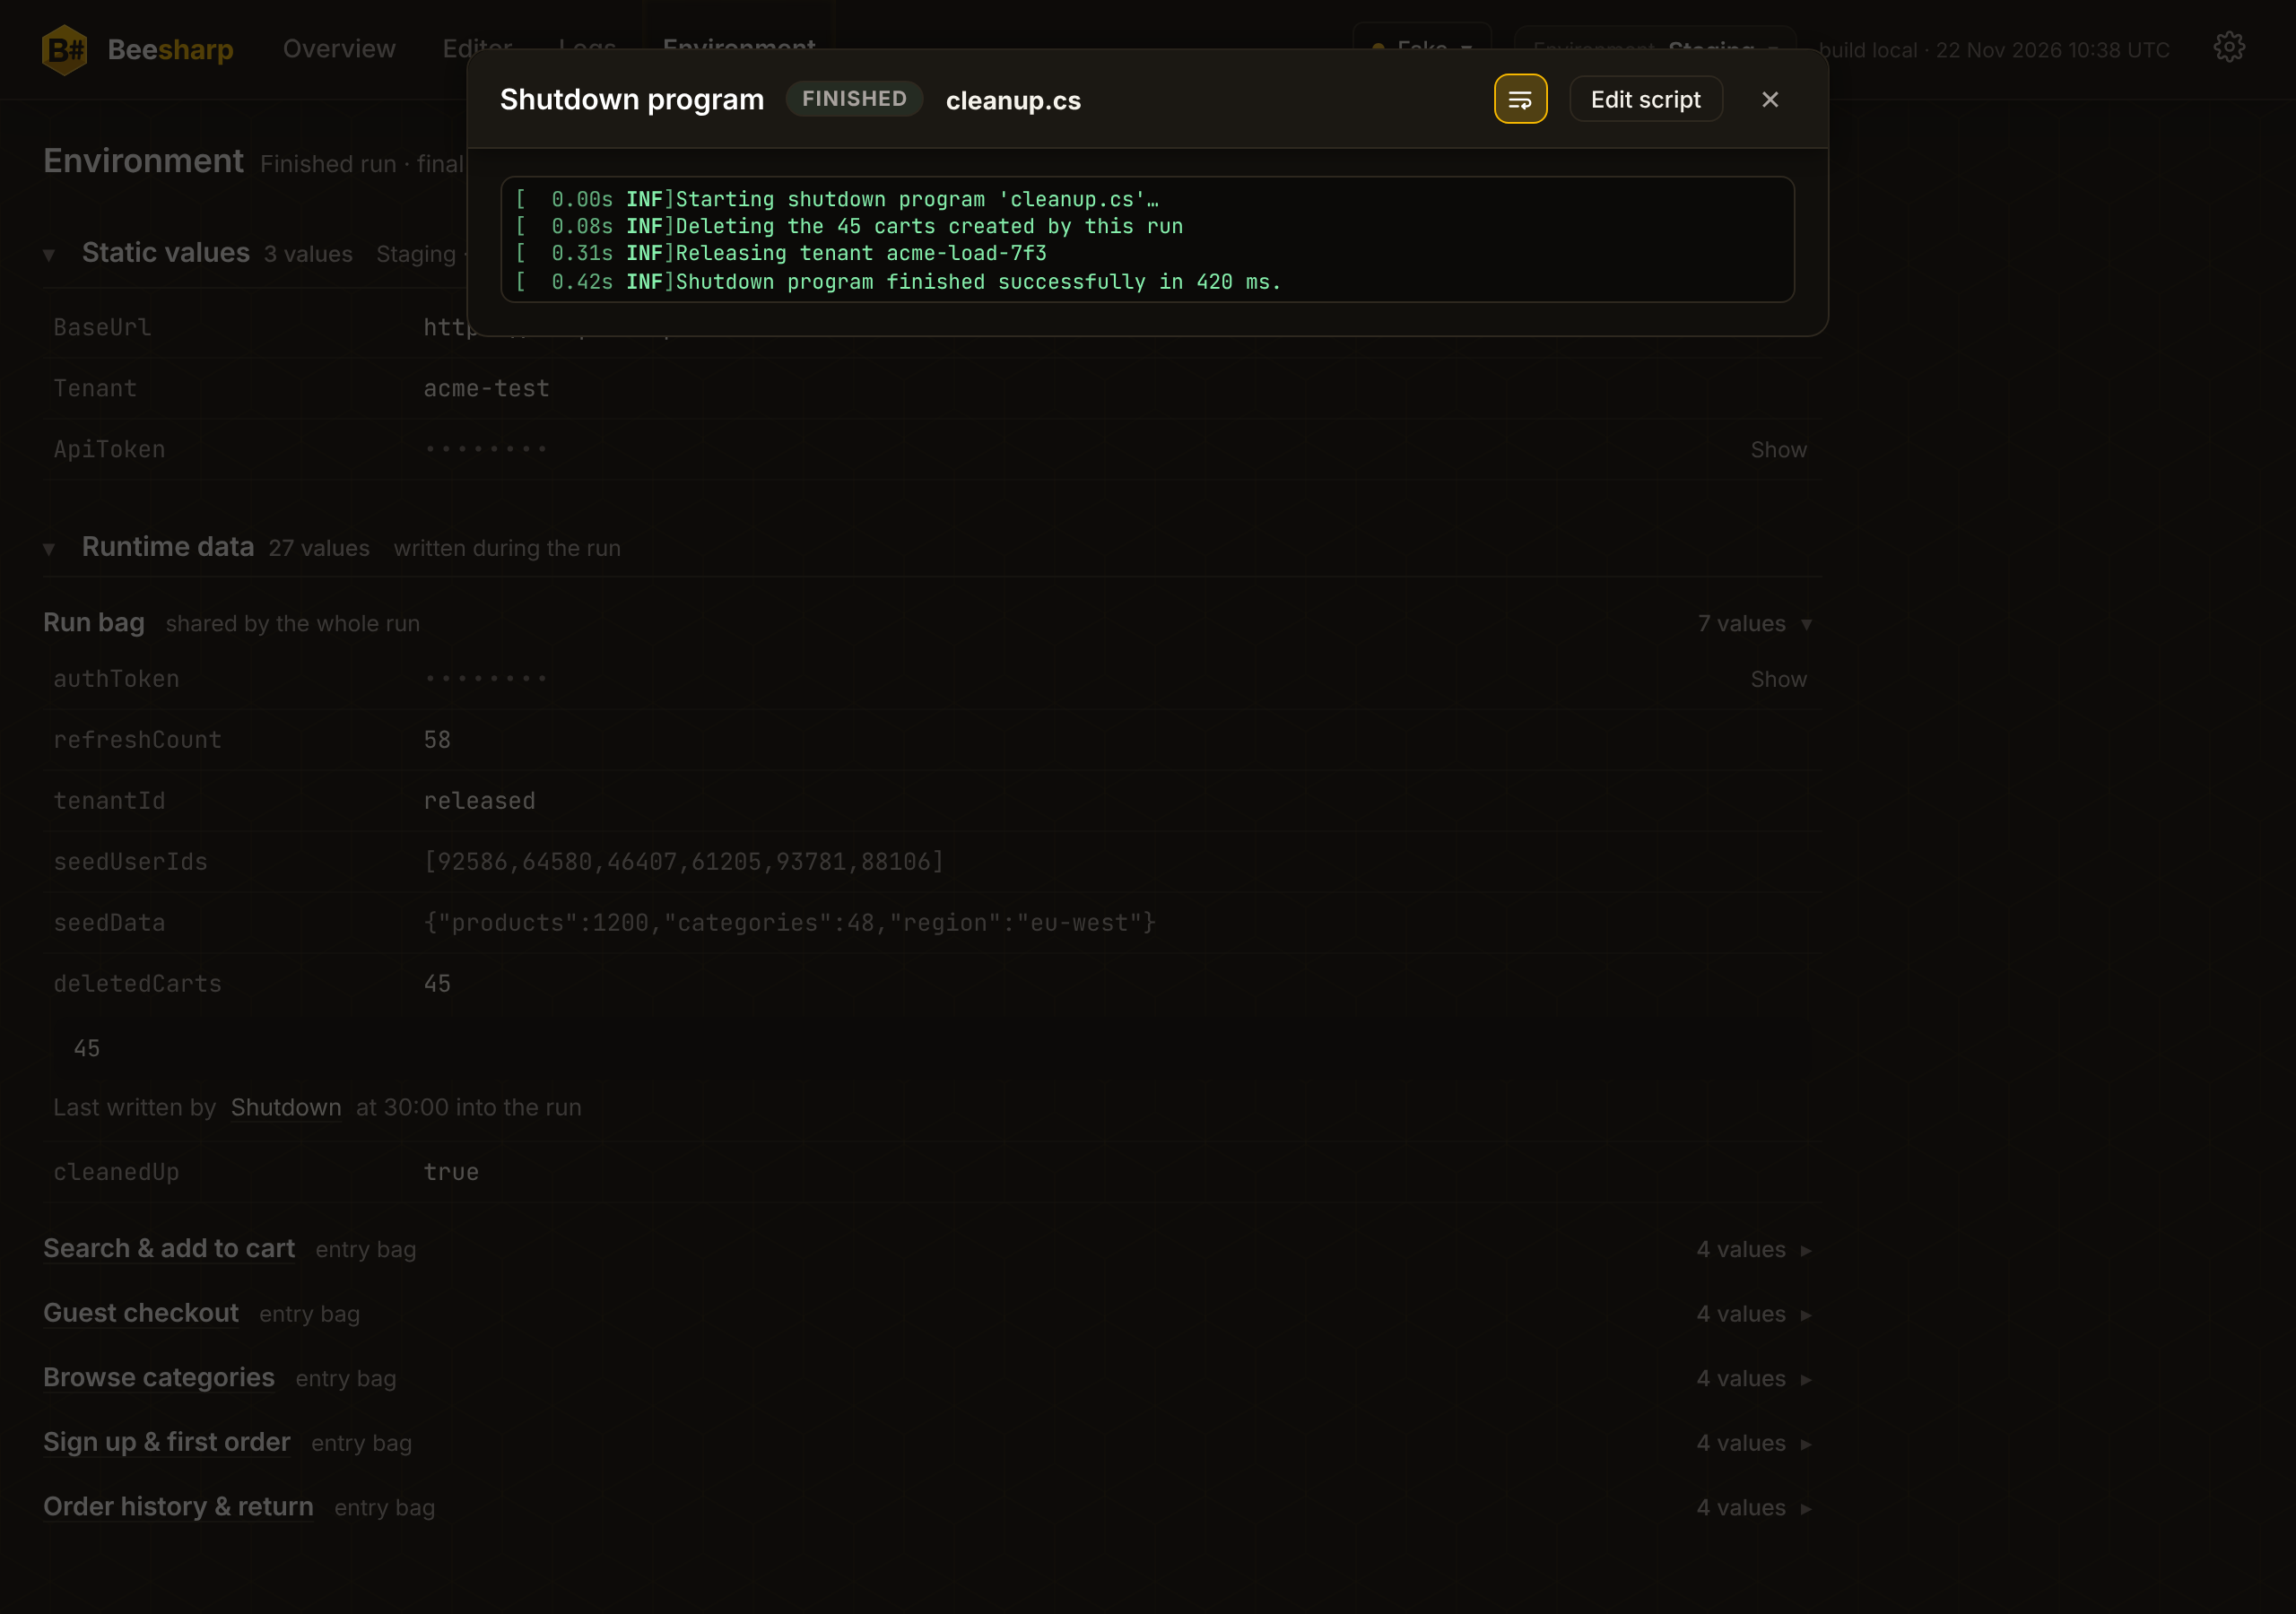 B# Beesharp Overview Environment build local · 22 Nov 2026 10:38 UTC
Shutdown program FINISHED cleanup.cs Edit script ×
Environment Finished run · final
[ 0.00s INF]Starting shutdown program 'cleanup.cs'…
[ 0.08s INF]Deleting the 45 carts created by this run
[ 0.31s INF]Releasing tenant acme-load-7f3
[ 0.42s INF]Shutdown program finished successfully in 420 ms.
▼ Static values 3 values Staging ·
BaseUrl
Tenant acme-test
ApiToken •••••••• Show
▼ Runtime data 27 values written during the run
Run bag shared by the whole run 7 values ▼
authToken •••••••• Show
refreshCount 58
tenantId released
seedUserIds [92586,64580,46407,61205,93781,88106]
seedData {"products":1200,"categories":48,"region":"eu-west"}
deletedCarts 45
45
Last written by Shutdown at 30:00 into the run
cleanedUp true
Search & add to cart entry bag 4 values ▶
Guest checkout entry bag 4 values ▶
Browse categories entry bag 4 values ▶
Sign up & first order entry bag 4 values ▶
Order history & return entry bag 4 values ▶